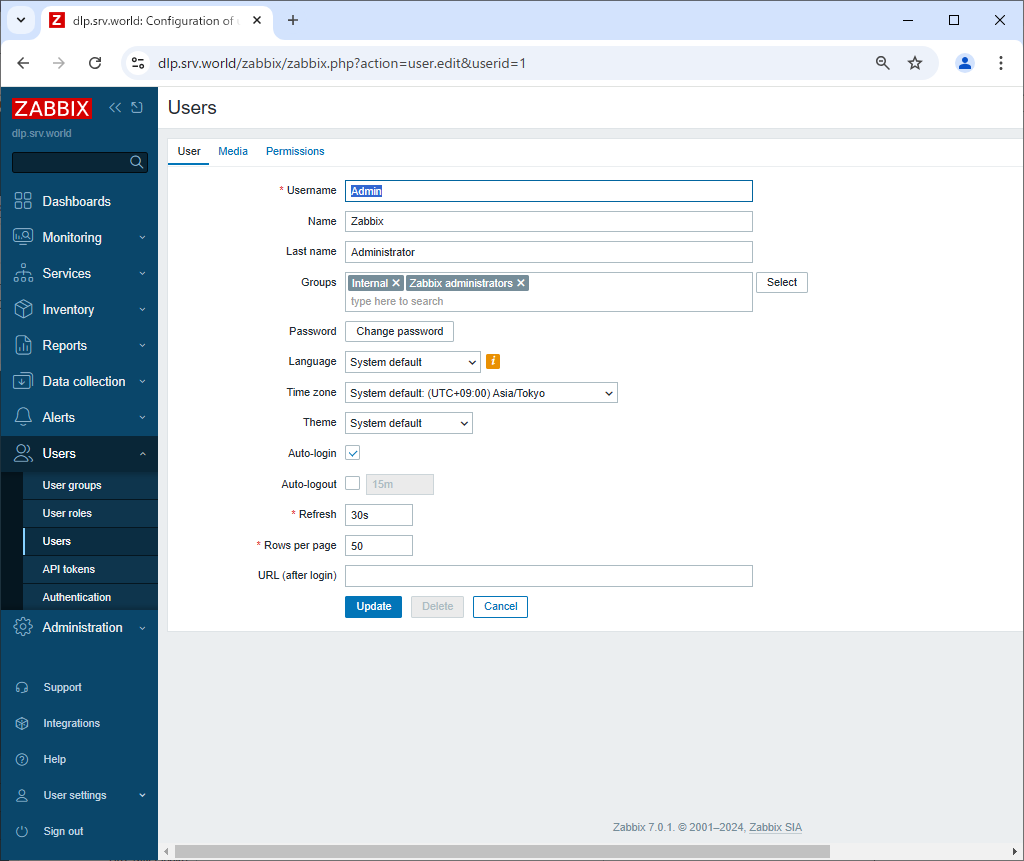 dlp.srv.world: Configuration of u
dlp.srv.world/zabbix/zabbix.php?action=user.edit&userid=1
ZABBIX
dlp.srv.world
Dashboards
Monitoring
Services
Inventory
Reports
Data collection
Alerts
Users
User groups
User roles
Users
API tokens
Authentication
Administration
Support
Integrations
Help
User settings
Sign out
Users
User Media Permissions
* Username Admin
Name Zabbix
Last name Administrator
Groups Internal Zabbix administrators Select
type here to search
Password Change password
Language System default i
Time zone System default: (UTC+09:00) Asia/Tokyo
Theme System default
Auto-login
Auto-logout 15m
* Refresh 30s
* Rows per page 50
URL (after login)
Update Delete Cancel
Zabbix 7.0.1. © 2001–2024, Zabbix SIA